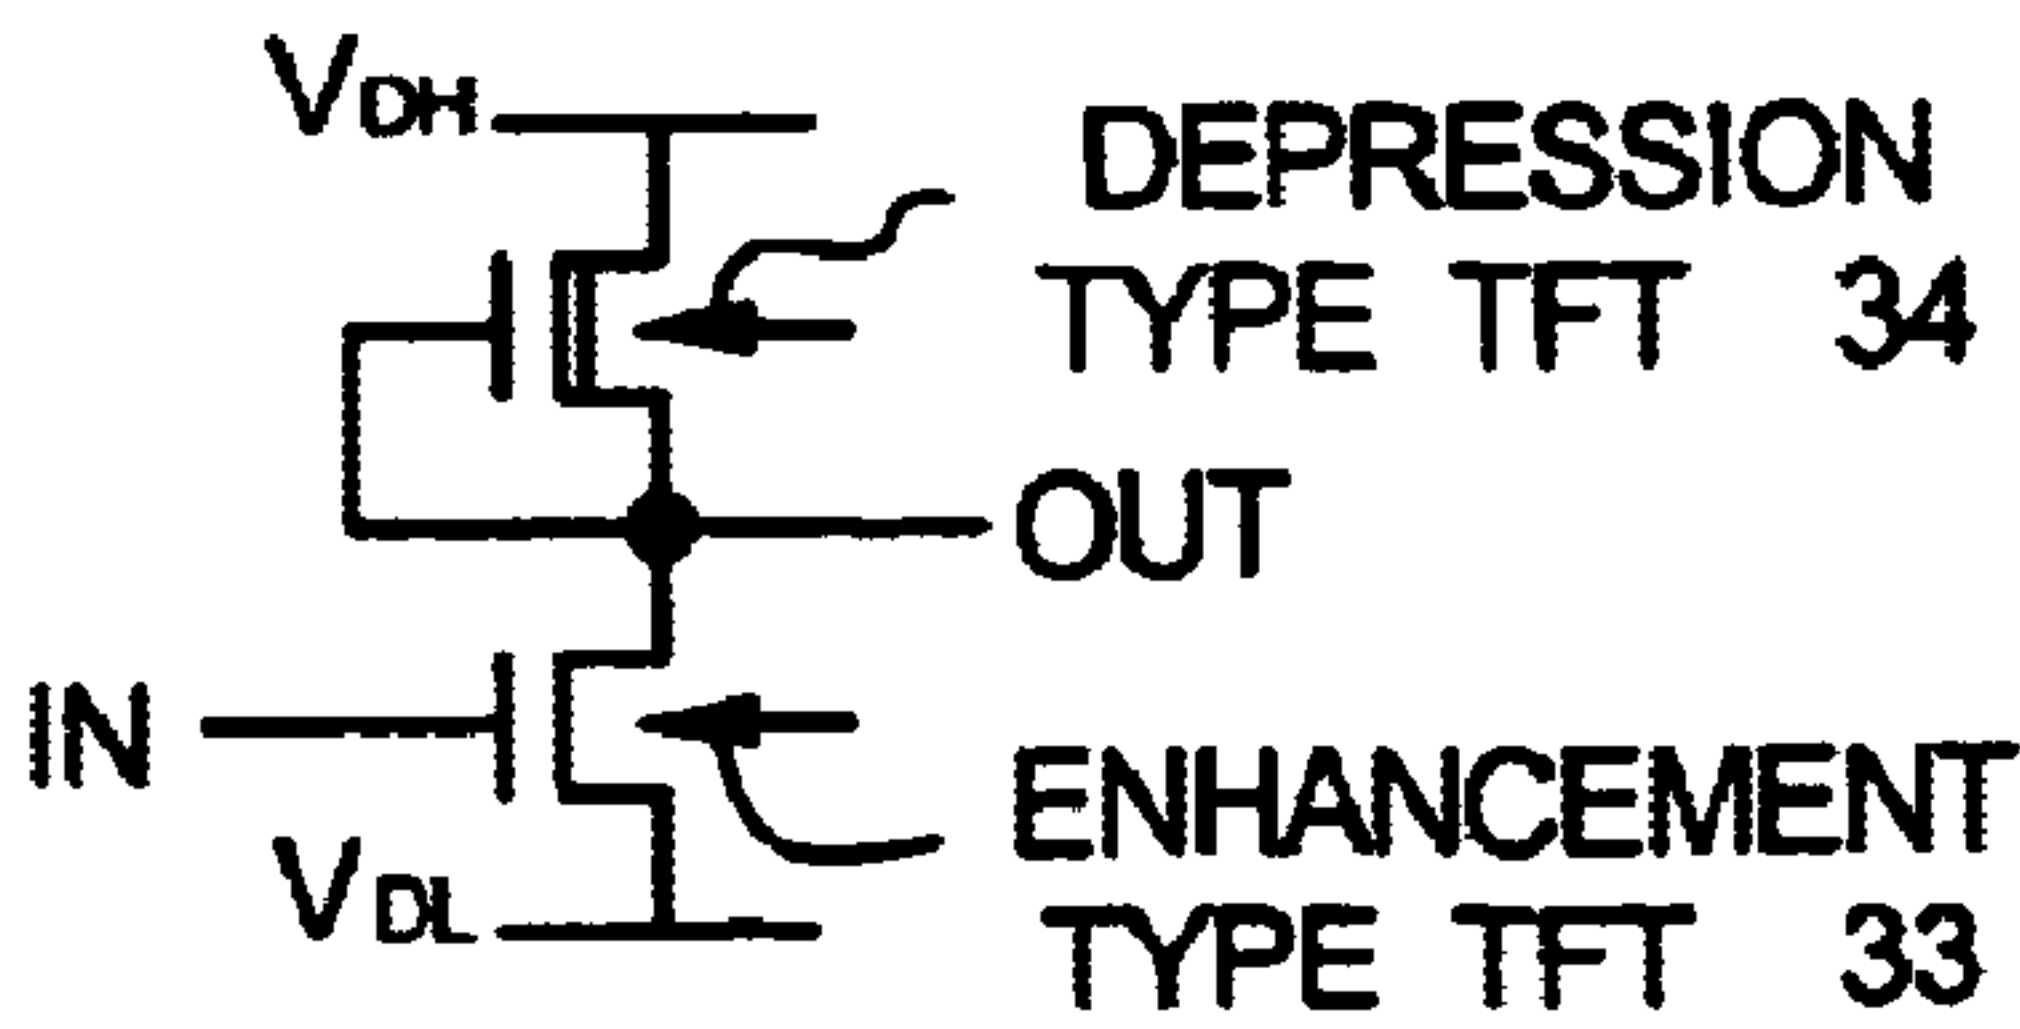 VDH
DEPRESSION
TYPE TFT 34
OUT
IN
ENHANCEMENT
TYPE TFT 33
VDL